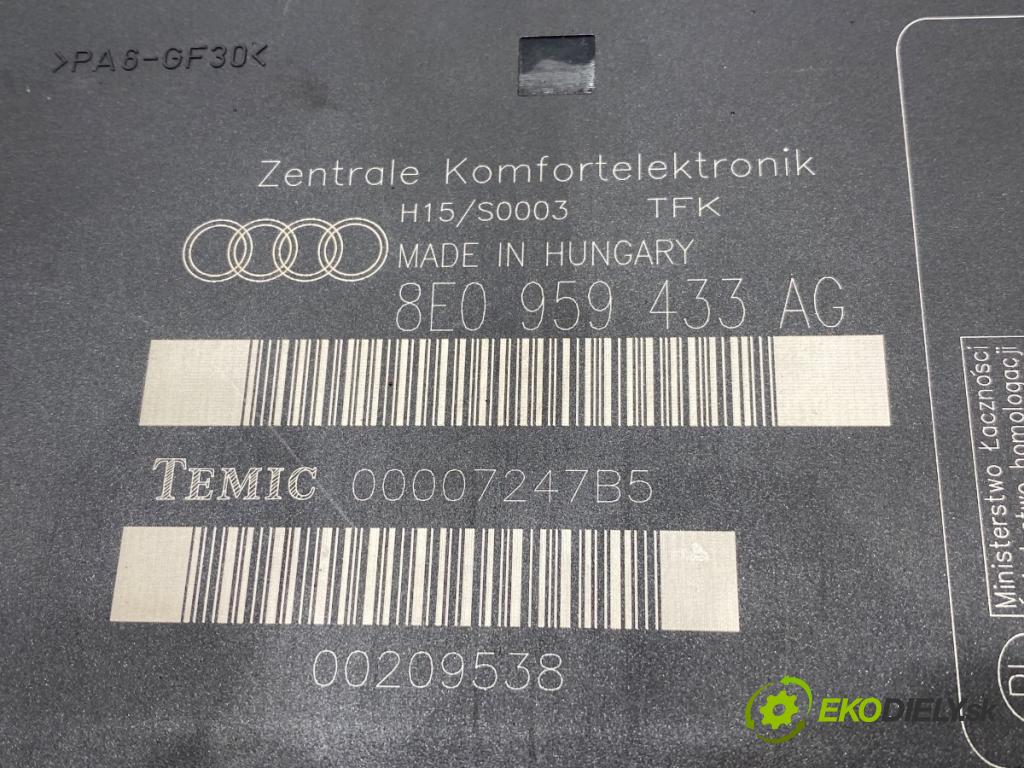 >PA6-GF30<
Zentrale Komfortelektronik
H15/S0003 TFK
MADE IN HUNGARY
8E0 959 433 AG
TEMIC 00007247B5
00209538
Ministerstwo Łączności
homologacji
EKODIELY.sk